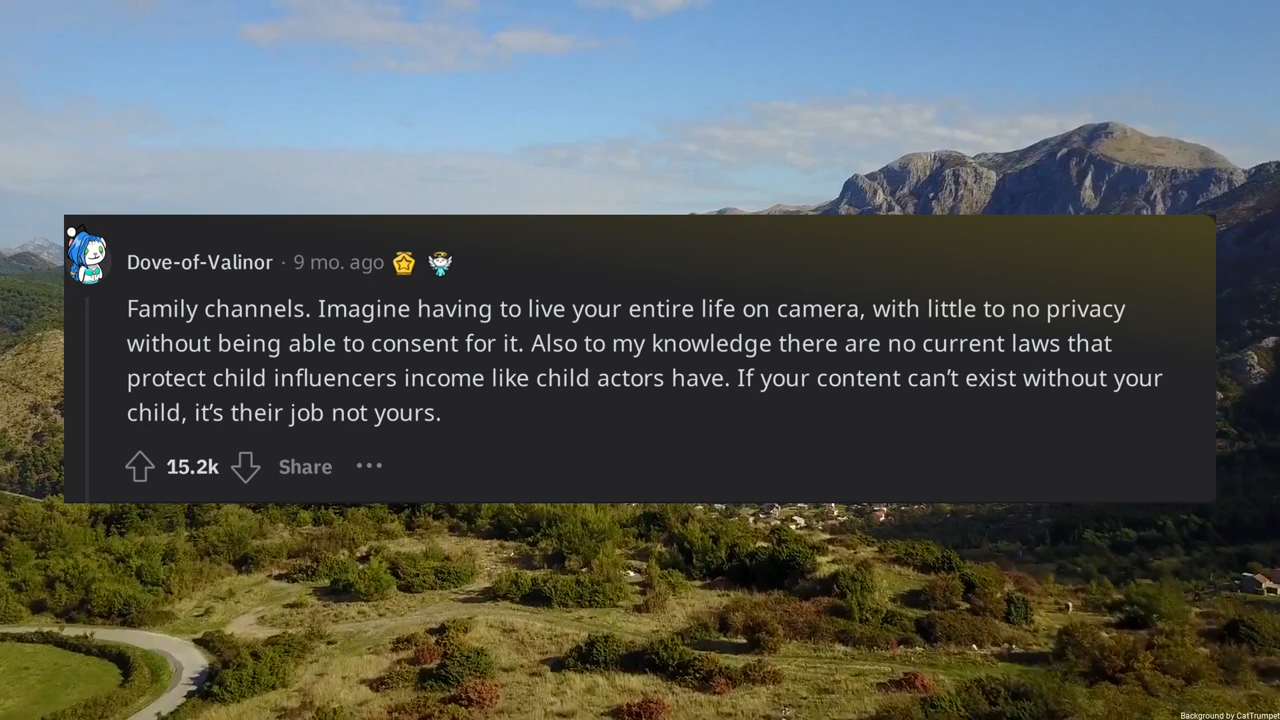 Dove-of-Valinor · 9 mo. ago
Family channels. Imagine having to live your entire life on camera, with little to no privacy
without being able to consent for it. Also to my knowledge there are no current laws that
protect child influencers income like child actors have. If your content can’t exist without your
child, it’s their job not yours.
15.2k Share ···
Background by CatTrumpet